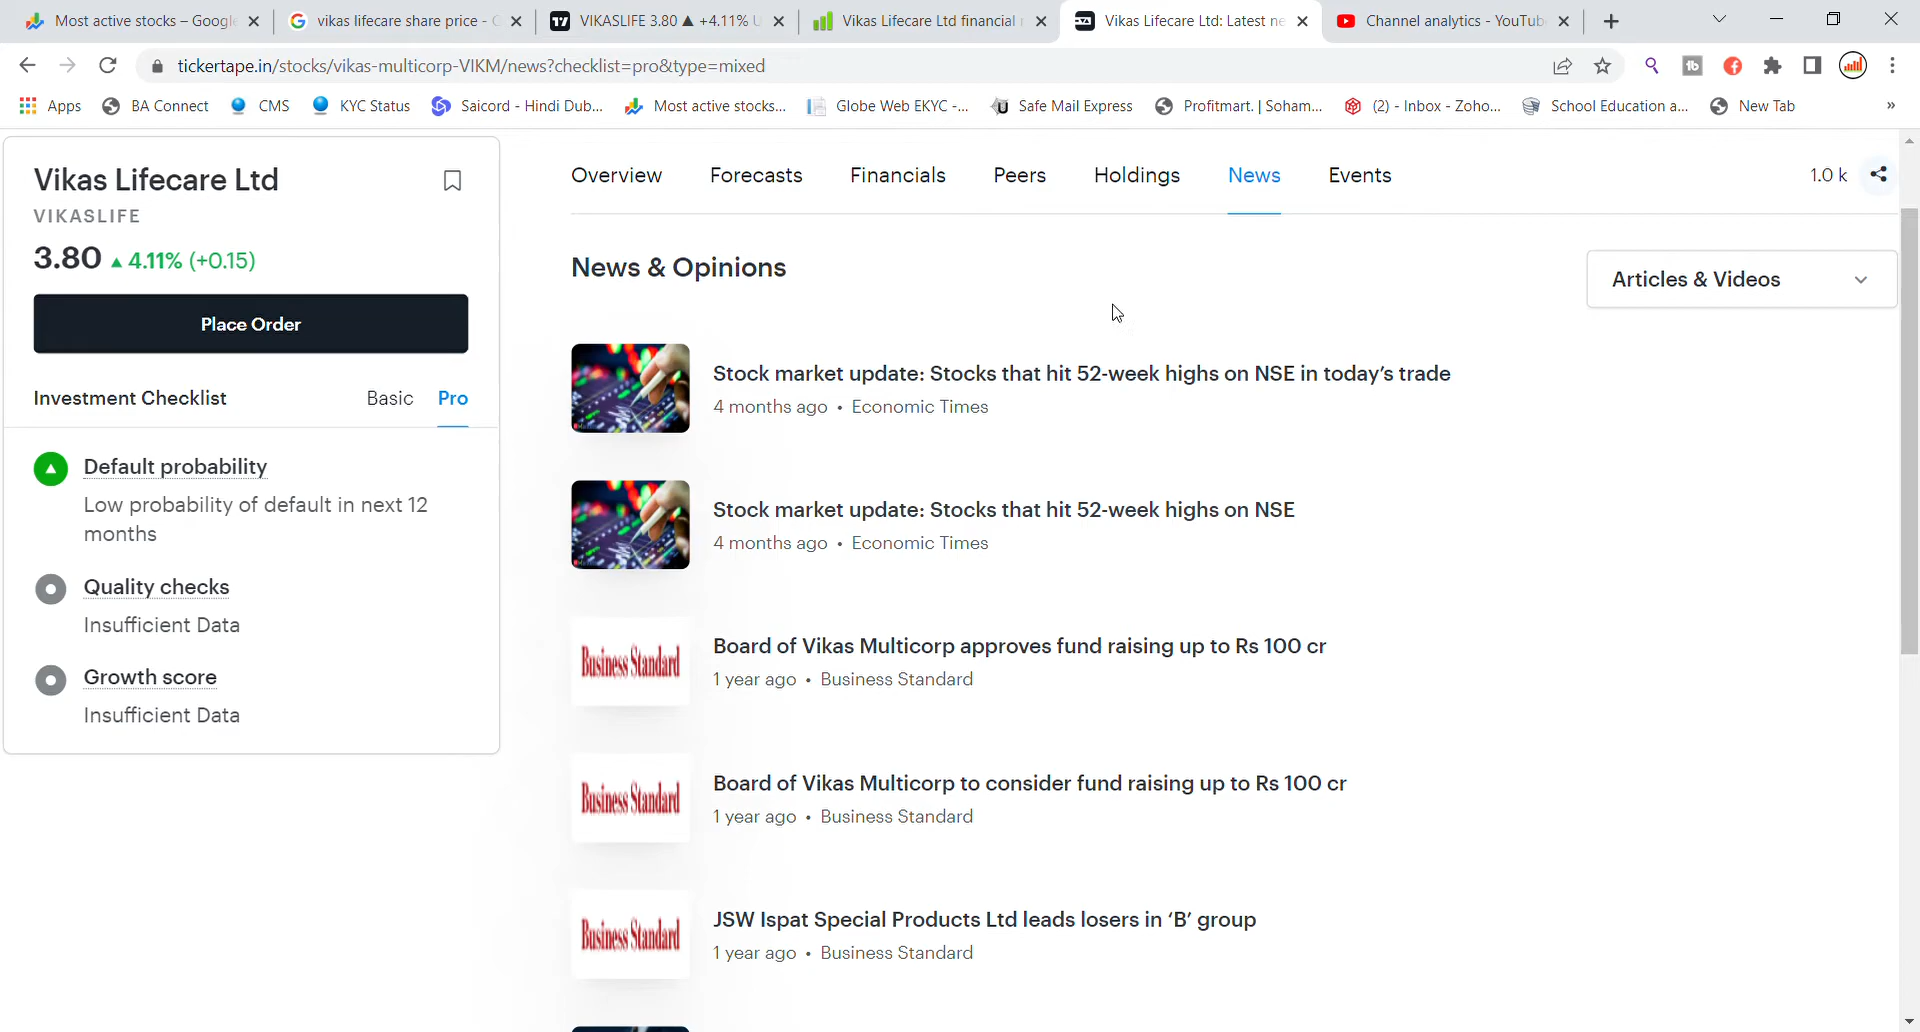 Most active stocks – Google
vikas lifecare share price - G
VIKASLIFE 3.80 ▲ +4.11% U
Vikas Lifecare Ltd financial r
Vikas Lifecare Ltd: Latest ne
Channel analytics - YouTub
tickertape.in/stocks/vikas-multicorp-VIKM/news?checklist=pro&type=mixed
Apps
BA Connect
CMS
KYC Status
Saicord - Hindi Dub...
Most active stocks...
Globe Web EKYC -...
Safe Mail Express
Profitmart. | Soham...
(2) - Inbox - Zoho...
School Education a...
New Tab
»
Vikas Lifecare Ltd
VIKASLIFE
3.80 ▲ 4.11% (+0.15)
Place Order
Investment Checklist
Basic
Pro
Default probability
Low probability of default in next 12
months
Quality checks
Insufficient Data
Growth score
Insufficient Data
Overview
Forecasts
Financials
Peers
Holdings
News
Events
1.0 k
News & Opinions
Articles & Videos
Stock market update: Stocks that hit 52-week highs on NSE in today’s trade
4 months ago • Economic Times
Stock market update: Stocks that hit 52-week highs on NSE
4 months ago • Economic Times
Business Standard
Board of Vikas Multicorp approves fund raising up to Rs 100 cr
1 year ago • Business Standard
Business Standard
Board of Vikas Multicorp to consider fund raising up to Rs 100 cr
1 year ago • Business Standard
Business Standard
JSW Ispat Special Products Ltd leads losers in ‘B’ group
1 year ago • Business Standard